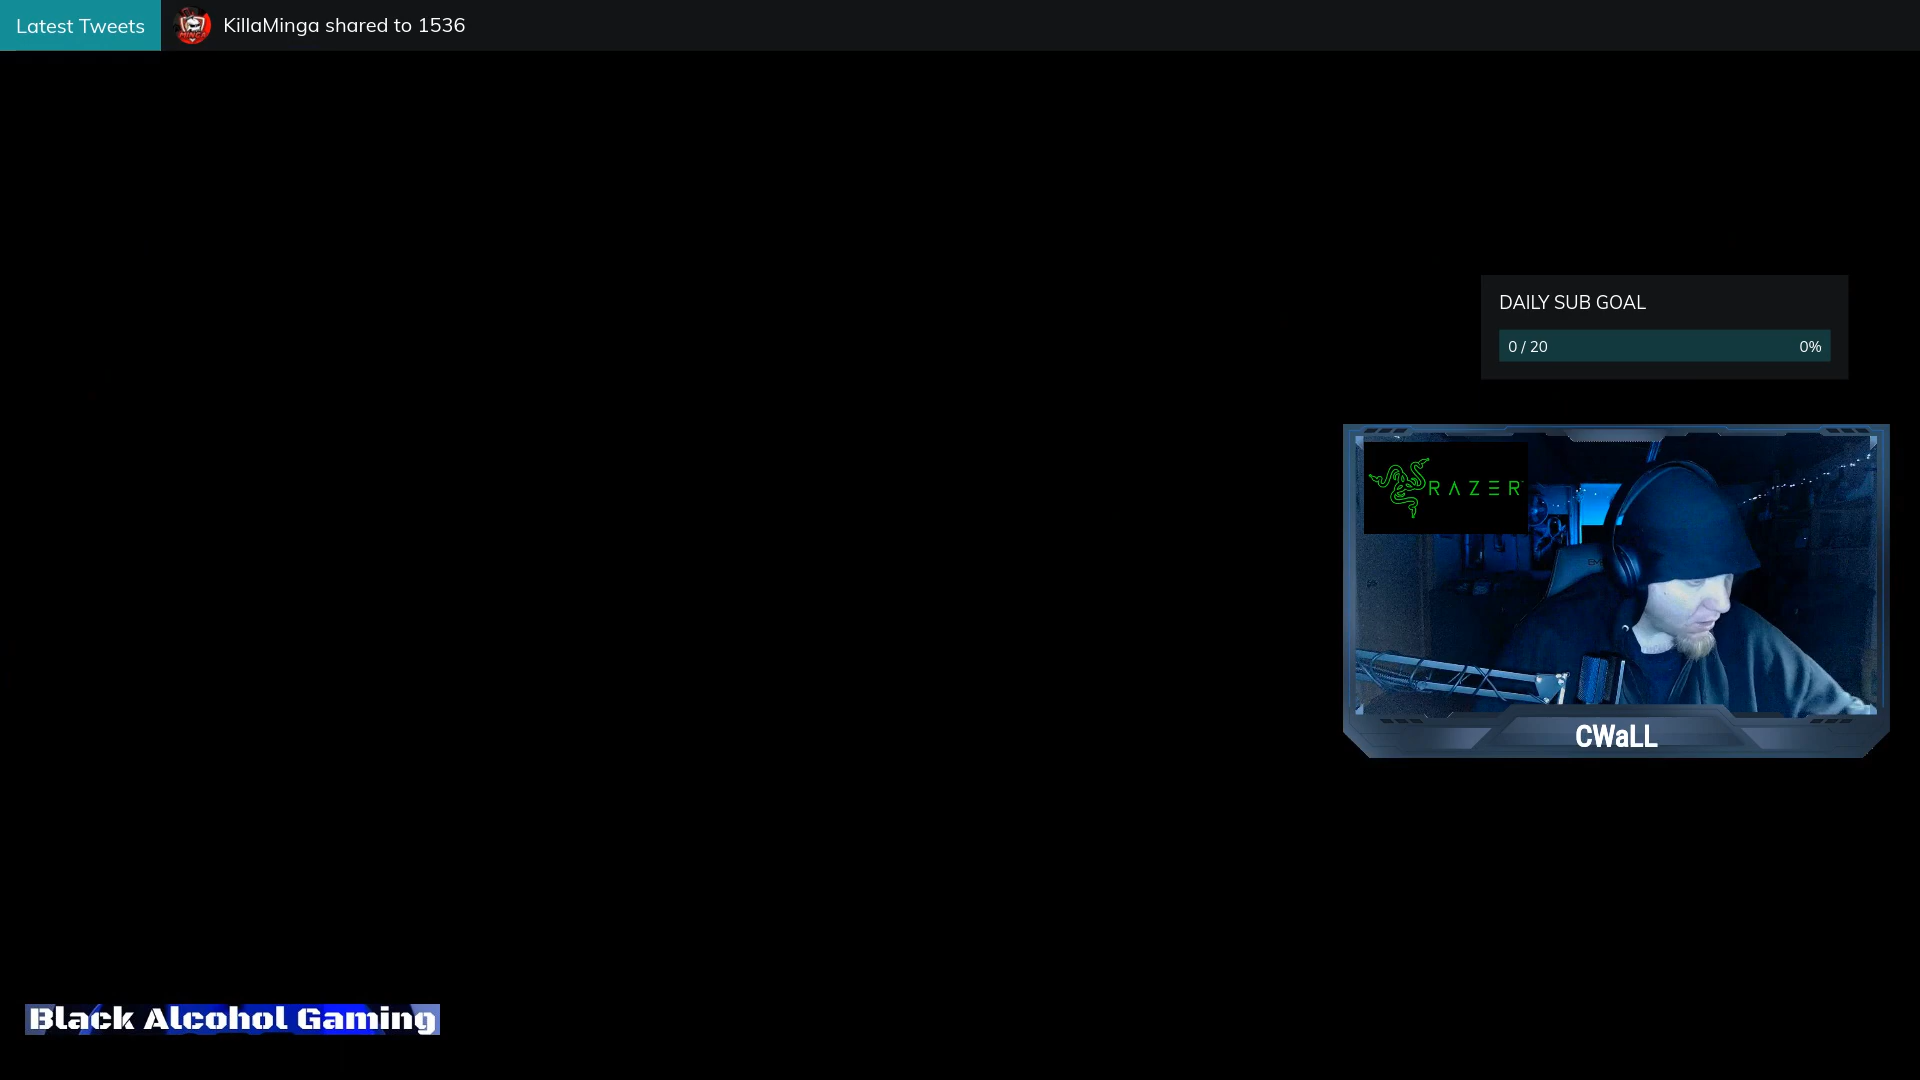 Latest Tweets
KillaMinga shared to 1536
DAILY SUB GOAL
0 / 20 0%
RAZER
CWaLL
Black Alcohol Gaming